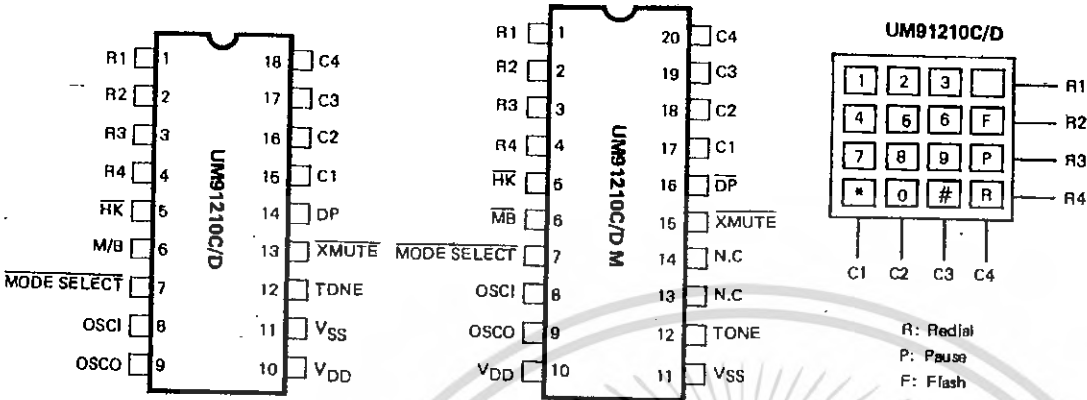 R1 1 18 C4
R2 2 17 C3
R3 3 16 C2
R4 4 15 C1
HK 5 14 DP
M/B 6 13 XMUTE
MODE SELECT 7 12 TONE
OSCI 8 11 VSS
OSCO 9 10 VDD
UM91210C/D
R1 1 20 C4
R2 2 19 C3
R3 3 18 C2
R4 4 17 C1
HK 5 16 DP
MB 6 15 XMUTE
MODE SELECT 7 14 N.C
OSCI 8 13 N.C
OSCO 9 12 TONE
VDD 10 11 VSS
UM91210C/D M
UM91210C/D
1 2 3 R1
4 5 6 F R2
7 8 9 P R3
* 0 # R R4
C1 C2 C3 C4
R: Redial
P: Pause
F: Flash